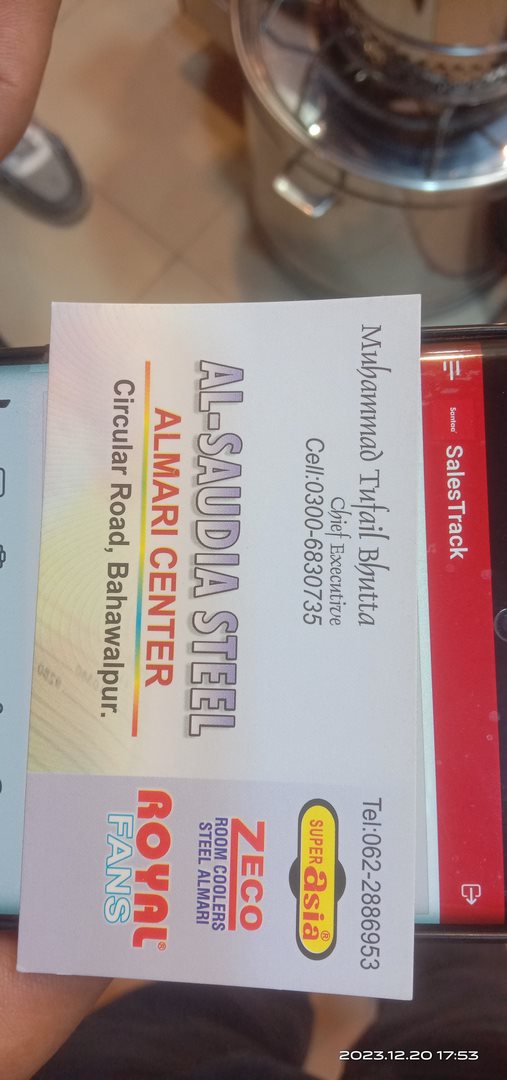 Muhammad Tufail Bhutta
Chief Executive
Cell:0300-6830735
Tel:062-2886953
AL-SAUDIA STEEL
ALMARI CENTER
Circular Road, Bahawalpur.
SUPER asia®
ZECO
ROOM COOLERS
STEEL ALMARI
ROYAL®
FANS
SalesTrack
2023.12.20 17:53